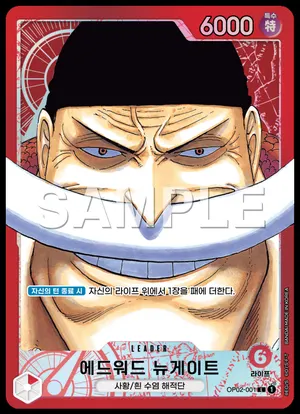 6000
특수
特
SAMPLE
자신의 턴 종료 시 자신의 라이프 위에서 1장을 패에 더한다.
LEADER
에드워드 뉴게이트
6
라이프
사황/흰 수염 해적단
OP02-001 L 1